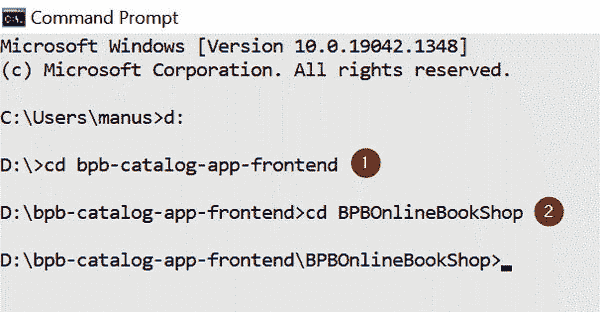 Command Prompt
Microsoft Windows [Version 10.0.19042.1348]
(c) Microsoft Corporation. All rights reserved.
C:\Users\manus>d:
D:\>cd bpb-catalog-app-frontend 1
D:\bpb-catalog-app-frontend>cd BPBOnlineBookShop 2
D:\bpb-catalog-app-frontend\BPBOnlineBookShop>